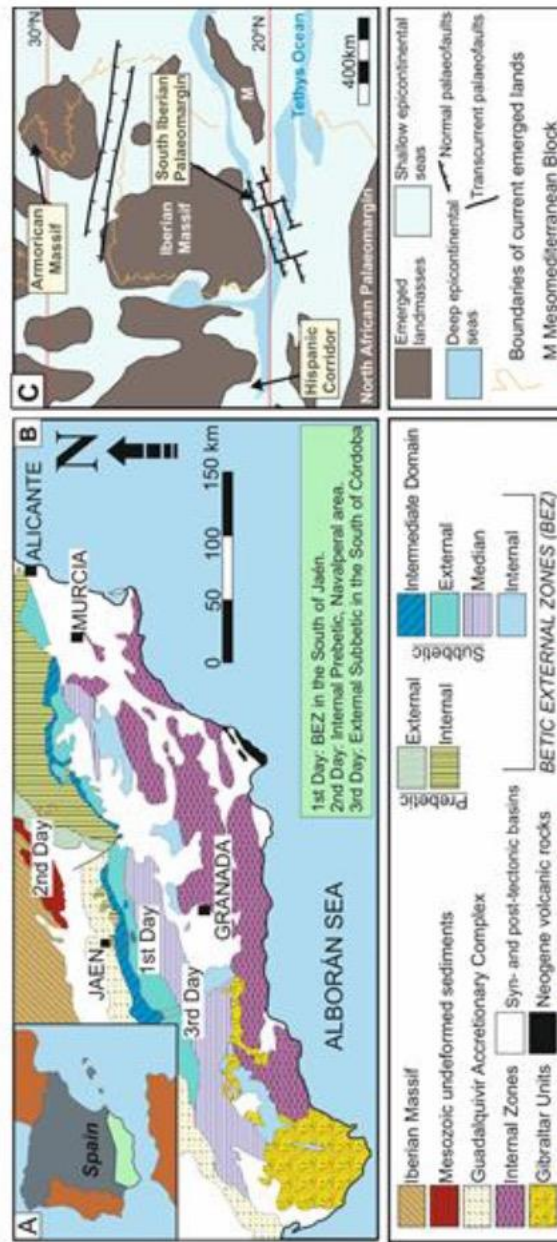 A
Spain
B
ALICANTE
MURCIA
N
2nd Day
JAEN
1st Day
GRANADA
3rd Day
ALBORÁN SEA
0 50 100 150 km
1st Day: BEZ in the South of Jaén.
2nd Day: Internal Prebetic, Navalperal area.
3rd Day: External Subbetic in the South of Córdoba
C
30ºN
Armorican
Massif
South Iberian
Palaeomargin
Iberian
Massif
20ºN
M
Tethys Ocean
Hispanic
Corridor
North African Palaeomargin
400km
Iberian Massif
Mesozoic undeformed sediments
Guadalquivir Accretionary Complex
Internal Zones
Syn- and post-tectonic basins
Gibraltar Units
Neogene volcanic rocks
Prebetic
External
Internal
Subbetic
Intermediate Domain
External
Median
Internal
BETIC EXTERNAL ZONES (BEZ)
Emerged
landmasses
Shallow epicontinental
seas
Deep epicontinental
seas
Normal palaeofaults
Transcurrent palaeofaults
Boundaries of current emerged lands
M Mesomediterranean Block